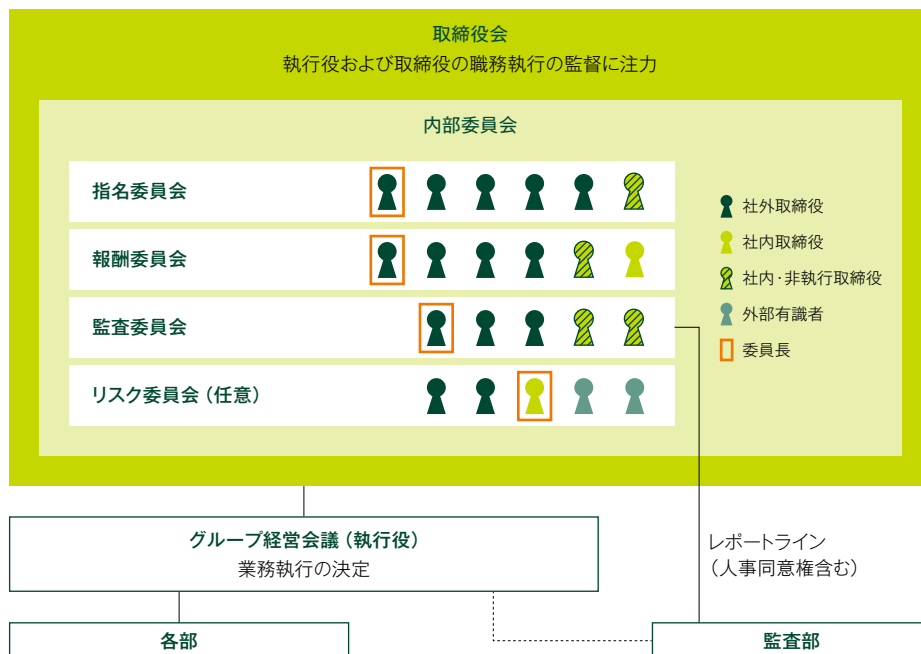 取締役会
執行役および取締役の職務執行の監督に注力
内部委員会
指名委員会
報酬委員会
監査委員会
リスク委員会（任意）
社外取締役
社内取締役
社内・非執行取締役
外部有識者
委員長
グループ経営会議（執行役）
業務執行の決定
レポートライン
（人事同意権含む）
各部
監査部